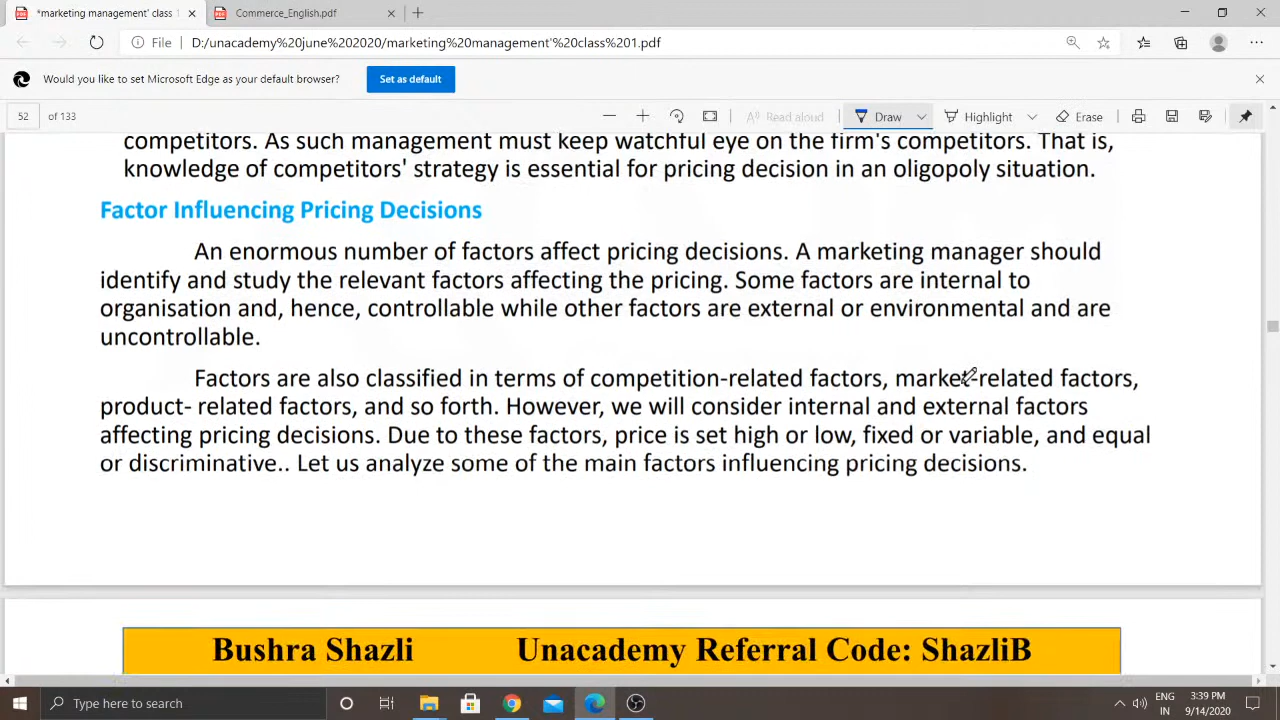 *marketing management' class 1
Commerce_English.pdf
File D:/unacademy%20june%202020/marketing%20management'%20class%201.pdf
Would you like to set Microsoft Edge as your default browser? Set as default
52 of 133 Read aloud Draw Highlight Erase
competitors. As such management must keep watchful eye on the firm's competitors. That is,
knowledge of competitors' strategy is essential for pricing decision in an oligopoly situation.
Factor Influencing Pricing Decisions
An enormous number of factors affect pricing decisions. A marketing manager should
identify and study the relevant factors affecting the pricing. Some factors are internal to
organisation and, hence, controllable while other factors are external or environmental and are
uncontrollable.
Factors are also classified in terms of competition-related factors, market-related factors,
product- related factors, and so forth. However, we will consider internal and external factors
affecting pricing decisions. Due to these factors, price is set high or low, fixed or variable, and equal
or discriminative.. Let us analyze some of the main factors influencing pricing decisions.
Bushra Shazli Unacademy Referral Code: ShazliB
Type here to search
ENG 3:39 PM
IN 9/14/2020